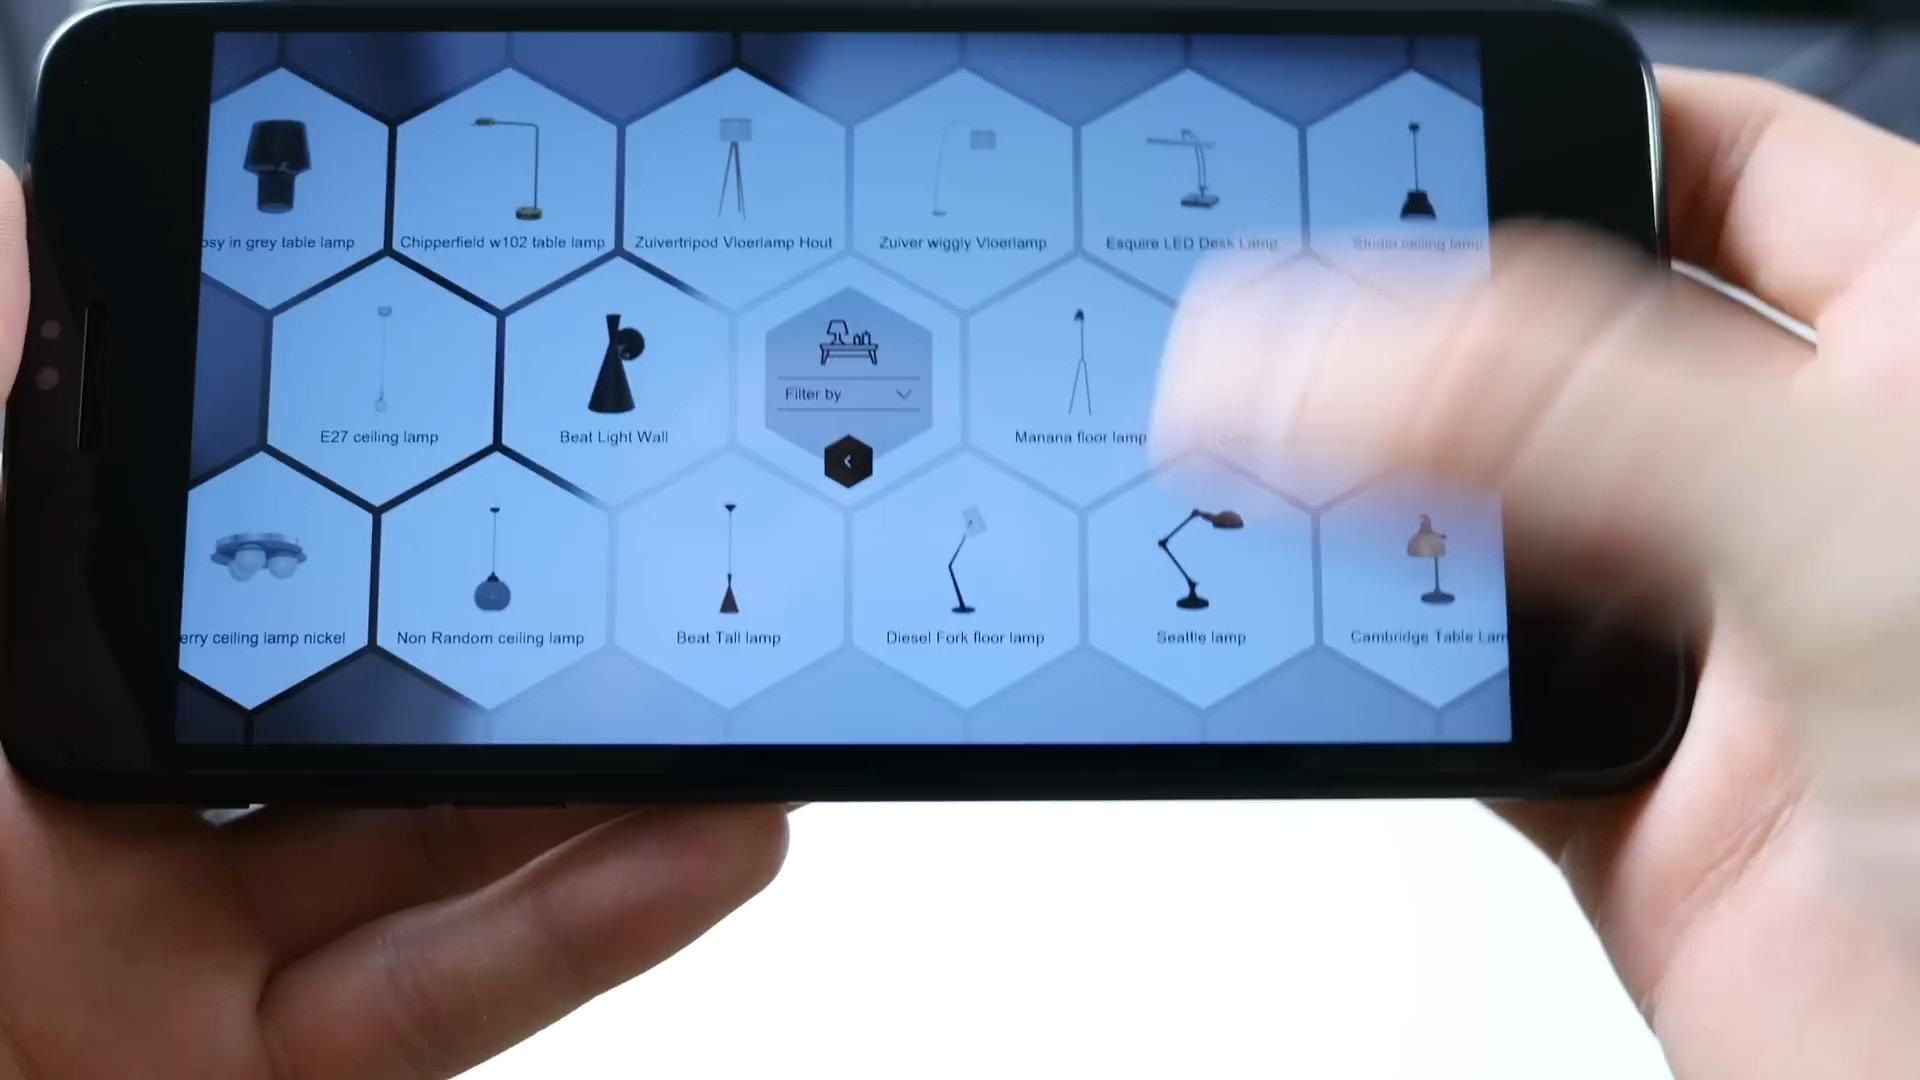 osy in grey table lamp
Chipperfield w102 table lamp
Zuivertripod Vloerlamp Hout
Zuiver wiggly Vloerlamp
Esquire LED Desk Lamp
Studio ceiling lamp
E27 ceiling lamp
Beat Light Wall
Filter by
Manana floor lamp
erry ceiling lamp nickel
Non Random ceiling lamp
Beat Tall lamp
Diesel Fork floor lamp
Seattle lamp
Cambridge Table Lam